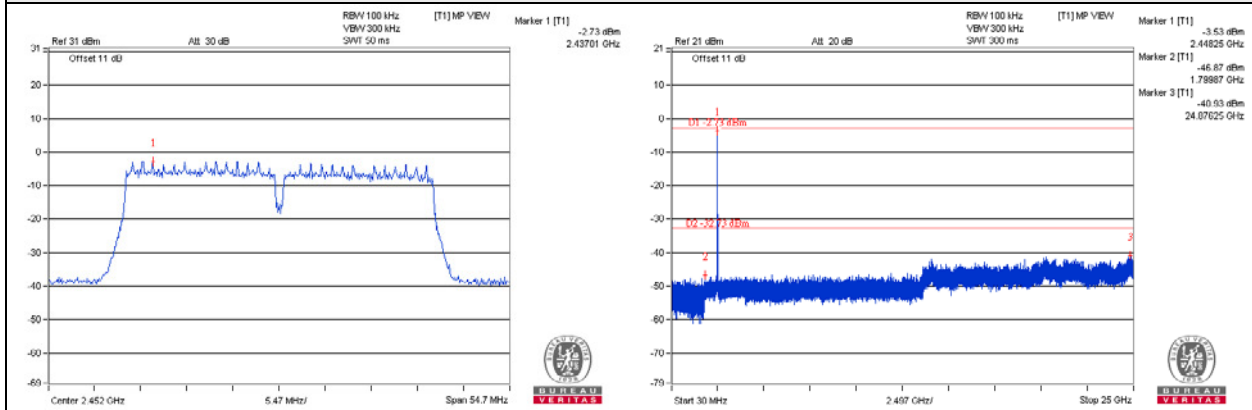 RBW 100 kHz
VBW 300 kHz
SWT 50 ms
[T1] MP VIEW
Marker 1 [T1]
-2.73 dBm
2.43701 GHz
31
Ref 31 dBm
Att 30 dB
Offset 11 dB
20
10
1
0
-10
-20
-30
-40
-50
-60
-69
Center 2.452 GHz
5.47 MHz/
Span 54.7 MHz
BUREAU VERITAS
1828
BUREAU
VERITAS
RBW 100 kHz
VBW 300 kHz
SWT 300 ms
[T1] MP VIEW
Marker 1 [T1]
-3.53 dBm
2.44825 GHz
Marker 2 [T1]
-46.87 dBm
1.79987 GHz
Marker 3 [T1]
-40.93 dBm
24.87625 GHz
21
Ref 21 dBm
Att 20 dB
Offset 11 dB
10
1
0
D1 -2.73 dBm
-10
-20
-30
D2 -32.73 dBm
3
2
-40
-50
-60
-70
-79
Start 30 MHz
2.497 GHz/
Stop 25 GHz
BUREAU VERITAS
1828
BUREAU
VERITAS